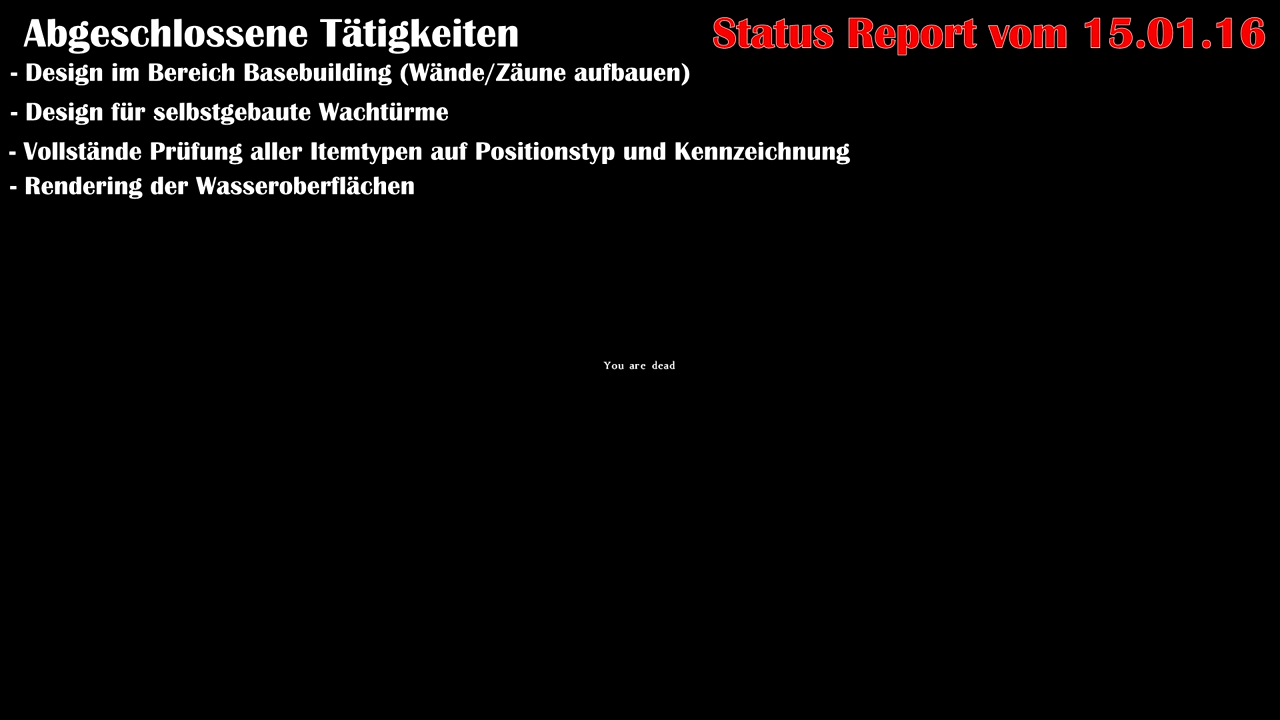 Abgeschlossene Tätigkeiten
Status Report vom 15.01.16
- Design im Bereich Basebuilding (Wände/Zäune aufbauen)
- Design für selbstgebaute Wachtürme
- Vollstände Prüfung aller Itemtypen auf Positionstyp und Kennzeichnung
- Rendering der Wasseroberflächen
You are dead